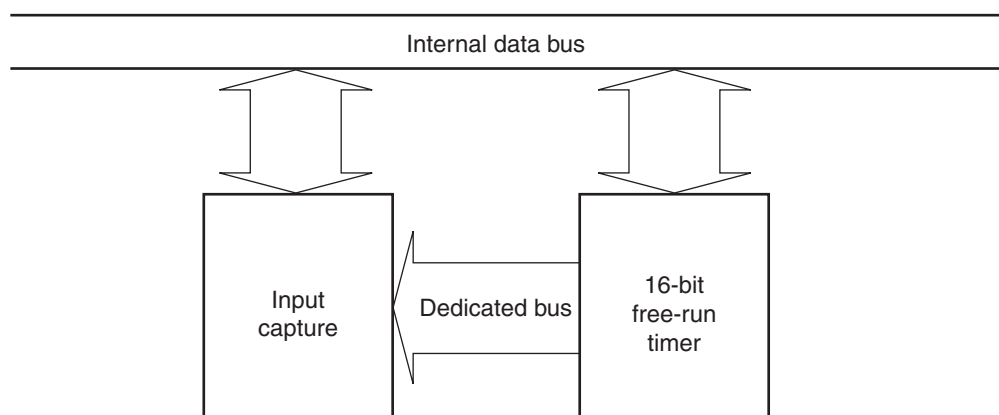 Internal data bus
Input
capture
Dedicated bus
16-bit
free-run
timer